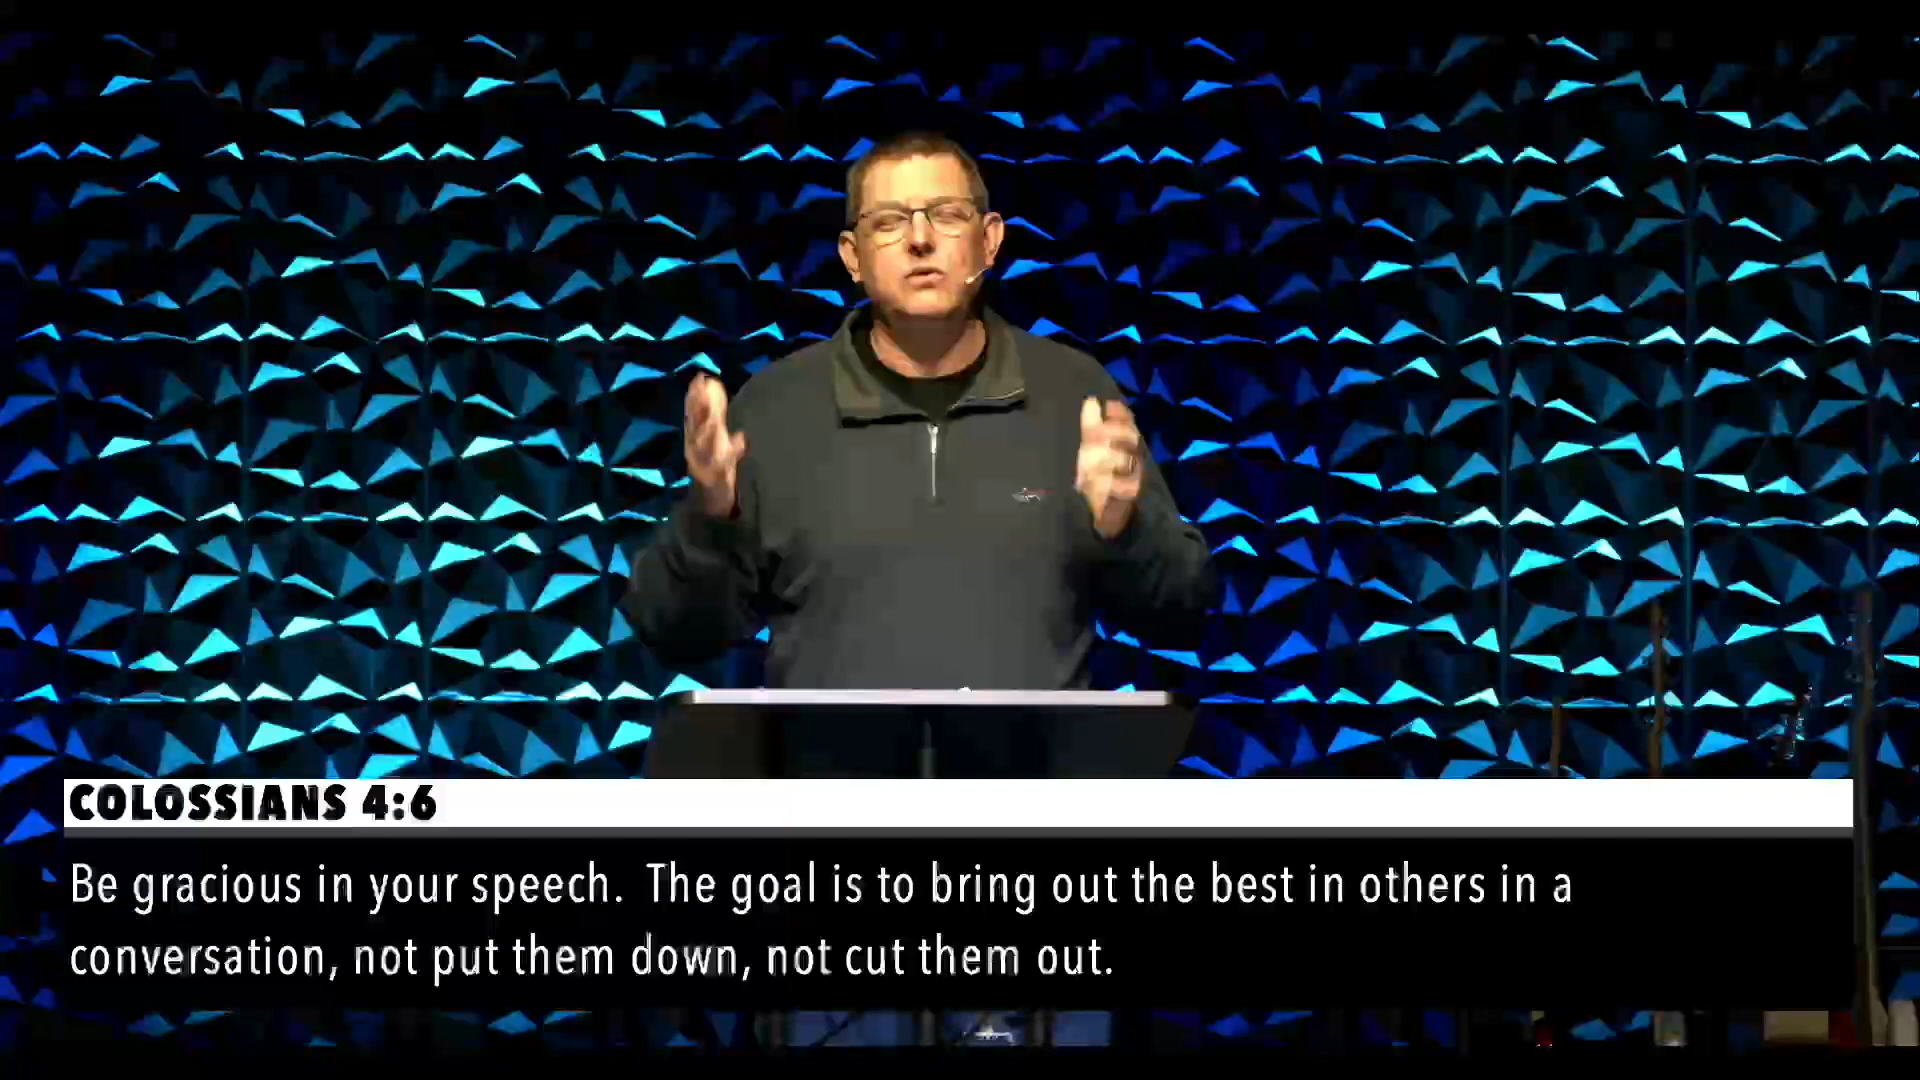 COLOSSIANS 4:6
Be gracious in your speech. The goal is to bring out the best in others in a
conversation, not put them down, not cut them out.